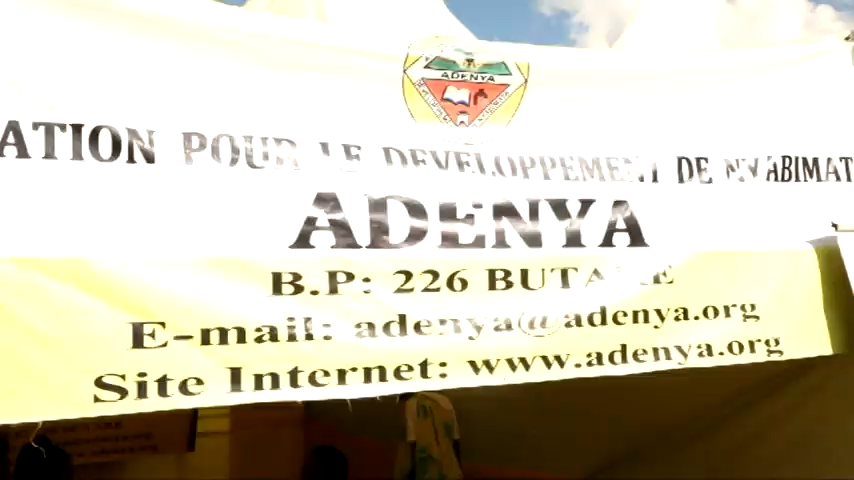 ADENYA
ATION POUR LE DEVELOPPEMENT DE NYABIMAT
ADENYA
B.P: 226 BUTARE
E-mail: adenya@adenya.org
Site Internet: www.adenya.org